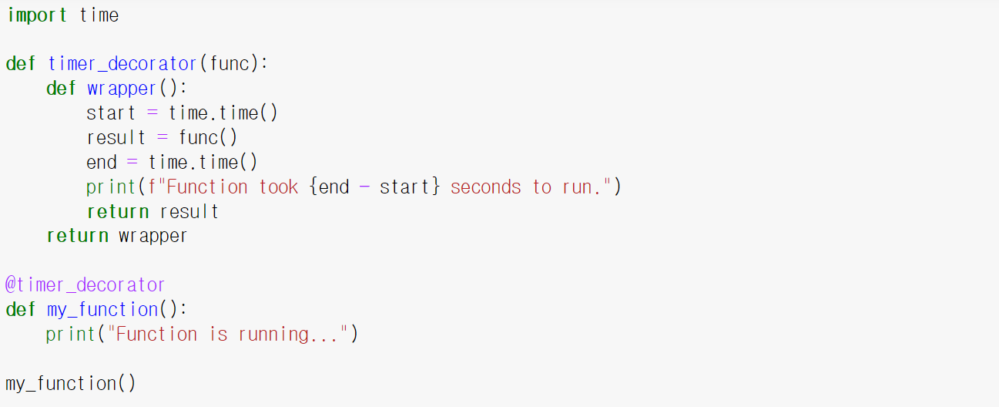 import time

def timer_decorator(func):
    def wrapper():
        start = time.time()
        result = func()
        end = time.time()
        print(f"Function took {end - start} seconds to run.")
        return result
    return wrapper

@timer_decorator
def my_function():
    print("Function is running...")

my_function()